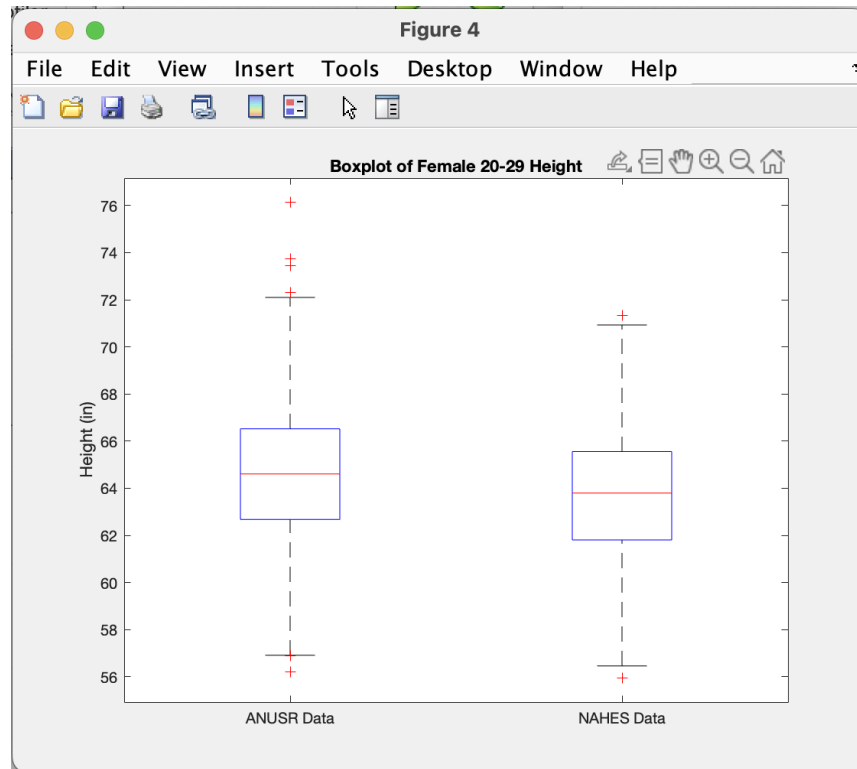 Figure 4
File Edit View Insert Tools Desktop Window Help
Boxplot of Female 20-29 Height
76
74
72
70
68
66
64
62
60
58
56
Height (in)
ANUSR Data NAHES Data